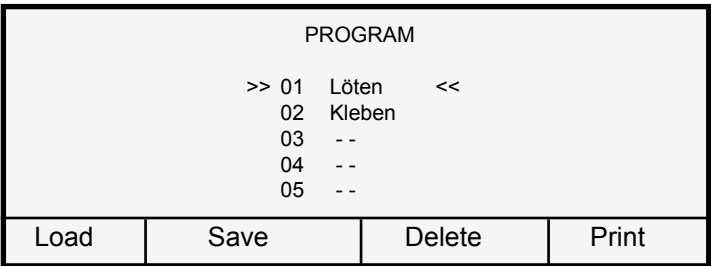 PROGRAM
>> 01 Löten <<
02 Kleben
03 - -
04 - -
05 - -
Load Save Delete Print